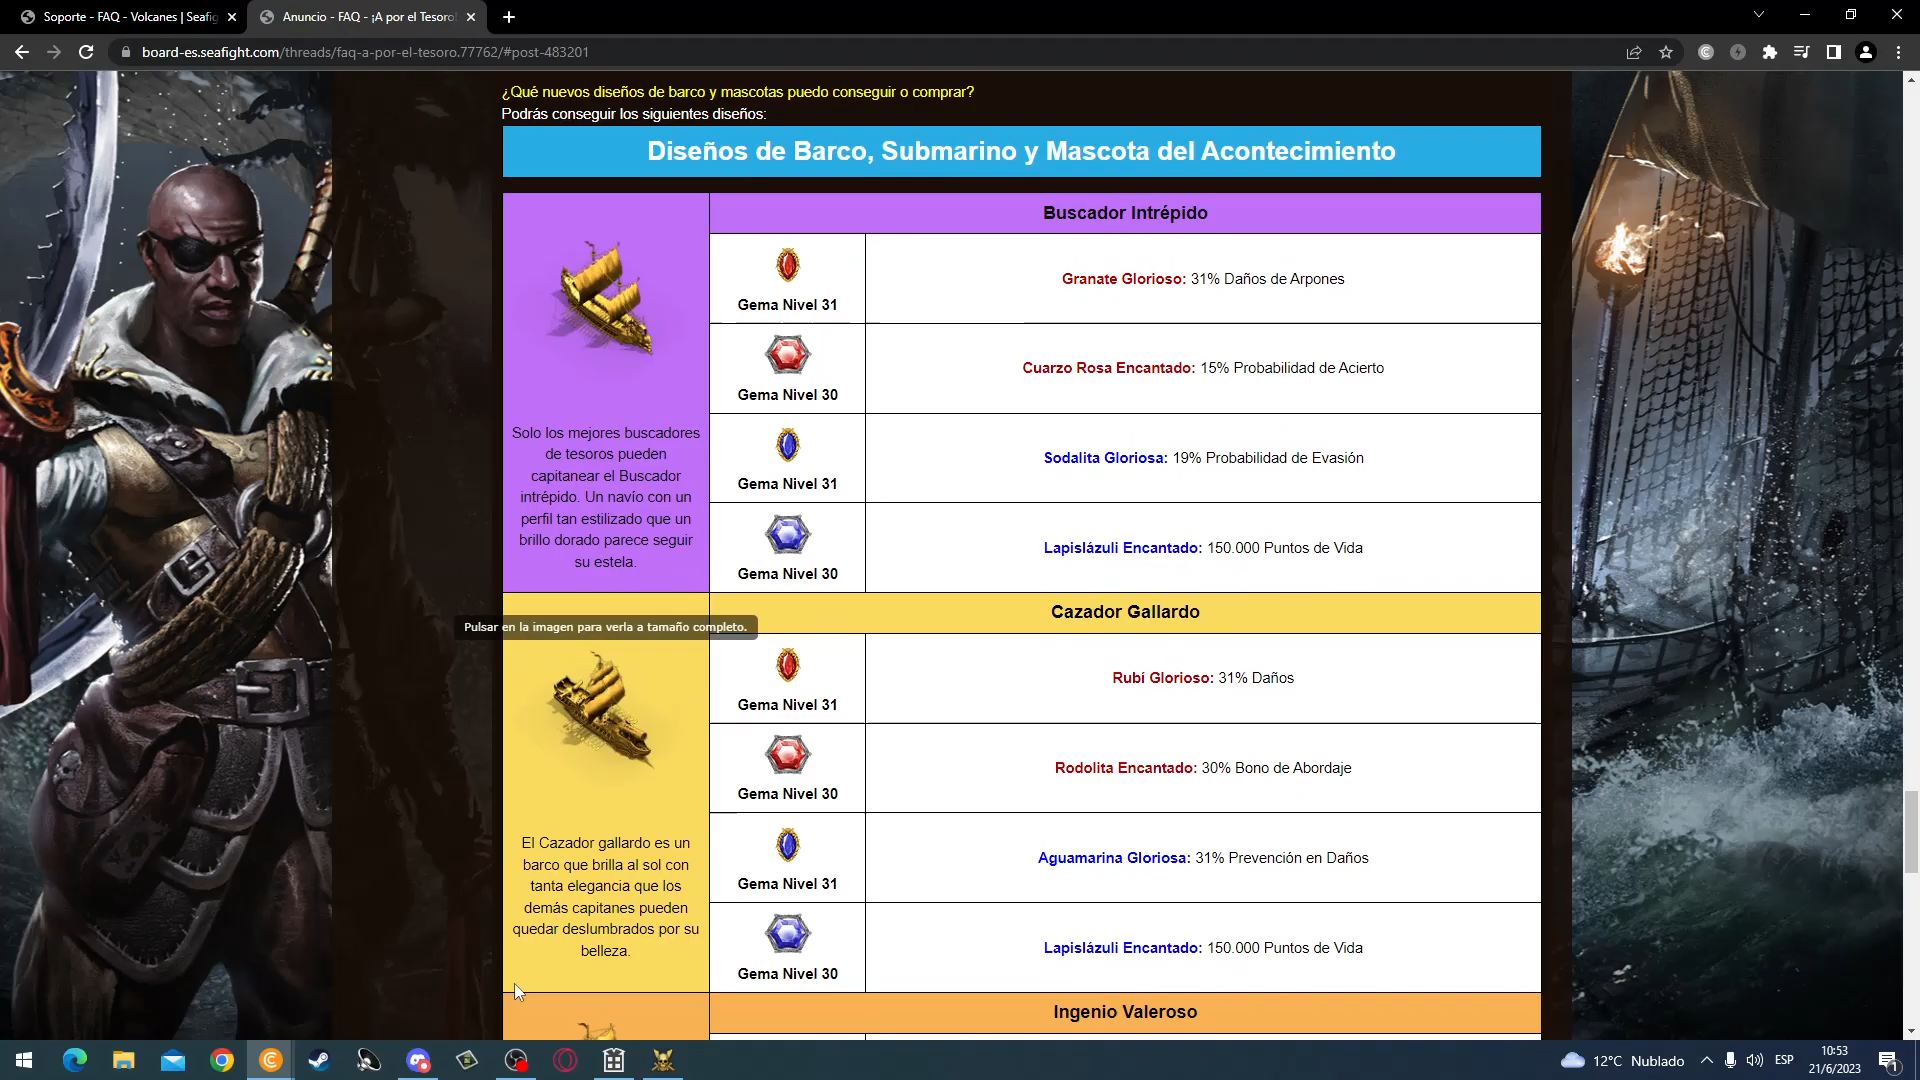 Soporte - FAQ - Volcanes | Seafig
Anuncio - FAQ - ¡A por el Tesoro!
board-es.seafight.com/threads/faq-a-por-el-tesoro.77762/#post-483201
¿Qué nuevos diseños de barco y mascotas puedo conseguir o comprar?
Podrás conseguir los siguientes diseños:
Diseños de Barco, Submarino y Mascota del Acontecimiento
Buscador Intrépido
Gema Nivel 31
Granate Glorioso: 31% Daños de Arpones
Gema Nivel 30
Cuarzo Rosa Encantado: 15% Probabilidad de Acierto
Gema Nivel 31
Sodalita Gloriosa: 19% Probabilidad de Evasión
Gema Nivel 30
Lapislázuli Encantado: 150.000 Puntos de Vida
Solo los mejores buscadores
de tesoros pueden
capitanear el Buscador
intrépido. Un navío con un
perfil tan estilizado que un
brillo dorado parece seguir
su estela.
Cazador Gallardo
Pulsar en la imagen para verla a tamaño completo.
Gema Nivel 31
Rubí Glorioso: 31% Daños
Gema Nivel 30
Rodolita Encantado: 30% Bono de Abordaje
Gema Nivel 31
Aguamarina Gloriosa: 31% Prevención en Daños
Gema Nivel 30
Lapislázuli Encantado: 150.000 Puntos de Vida
El Cazador gallardo es un
barco que brilla al sol con
tanta elegancia que los
demás capitanes pueden
quedar deslumbrados por su
belleza.
Ingenio Valeroso
12°C Nublado
ESP
10:53
21/6/2023
1